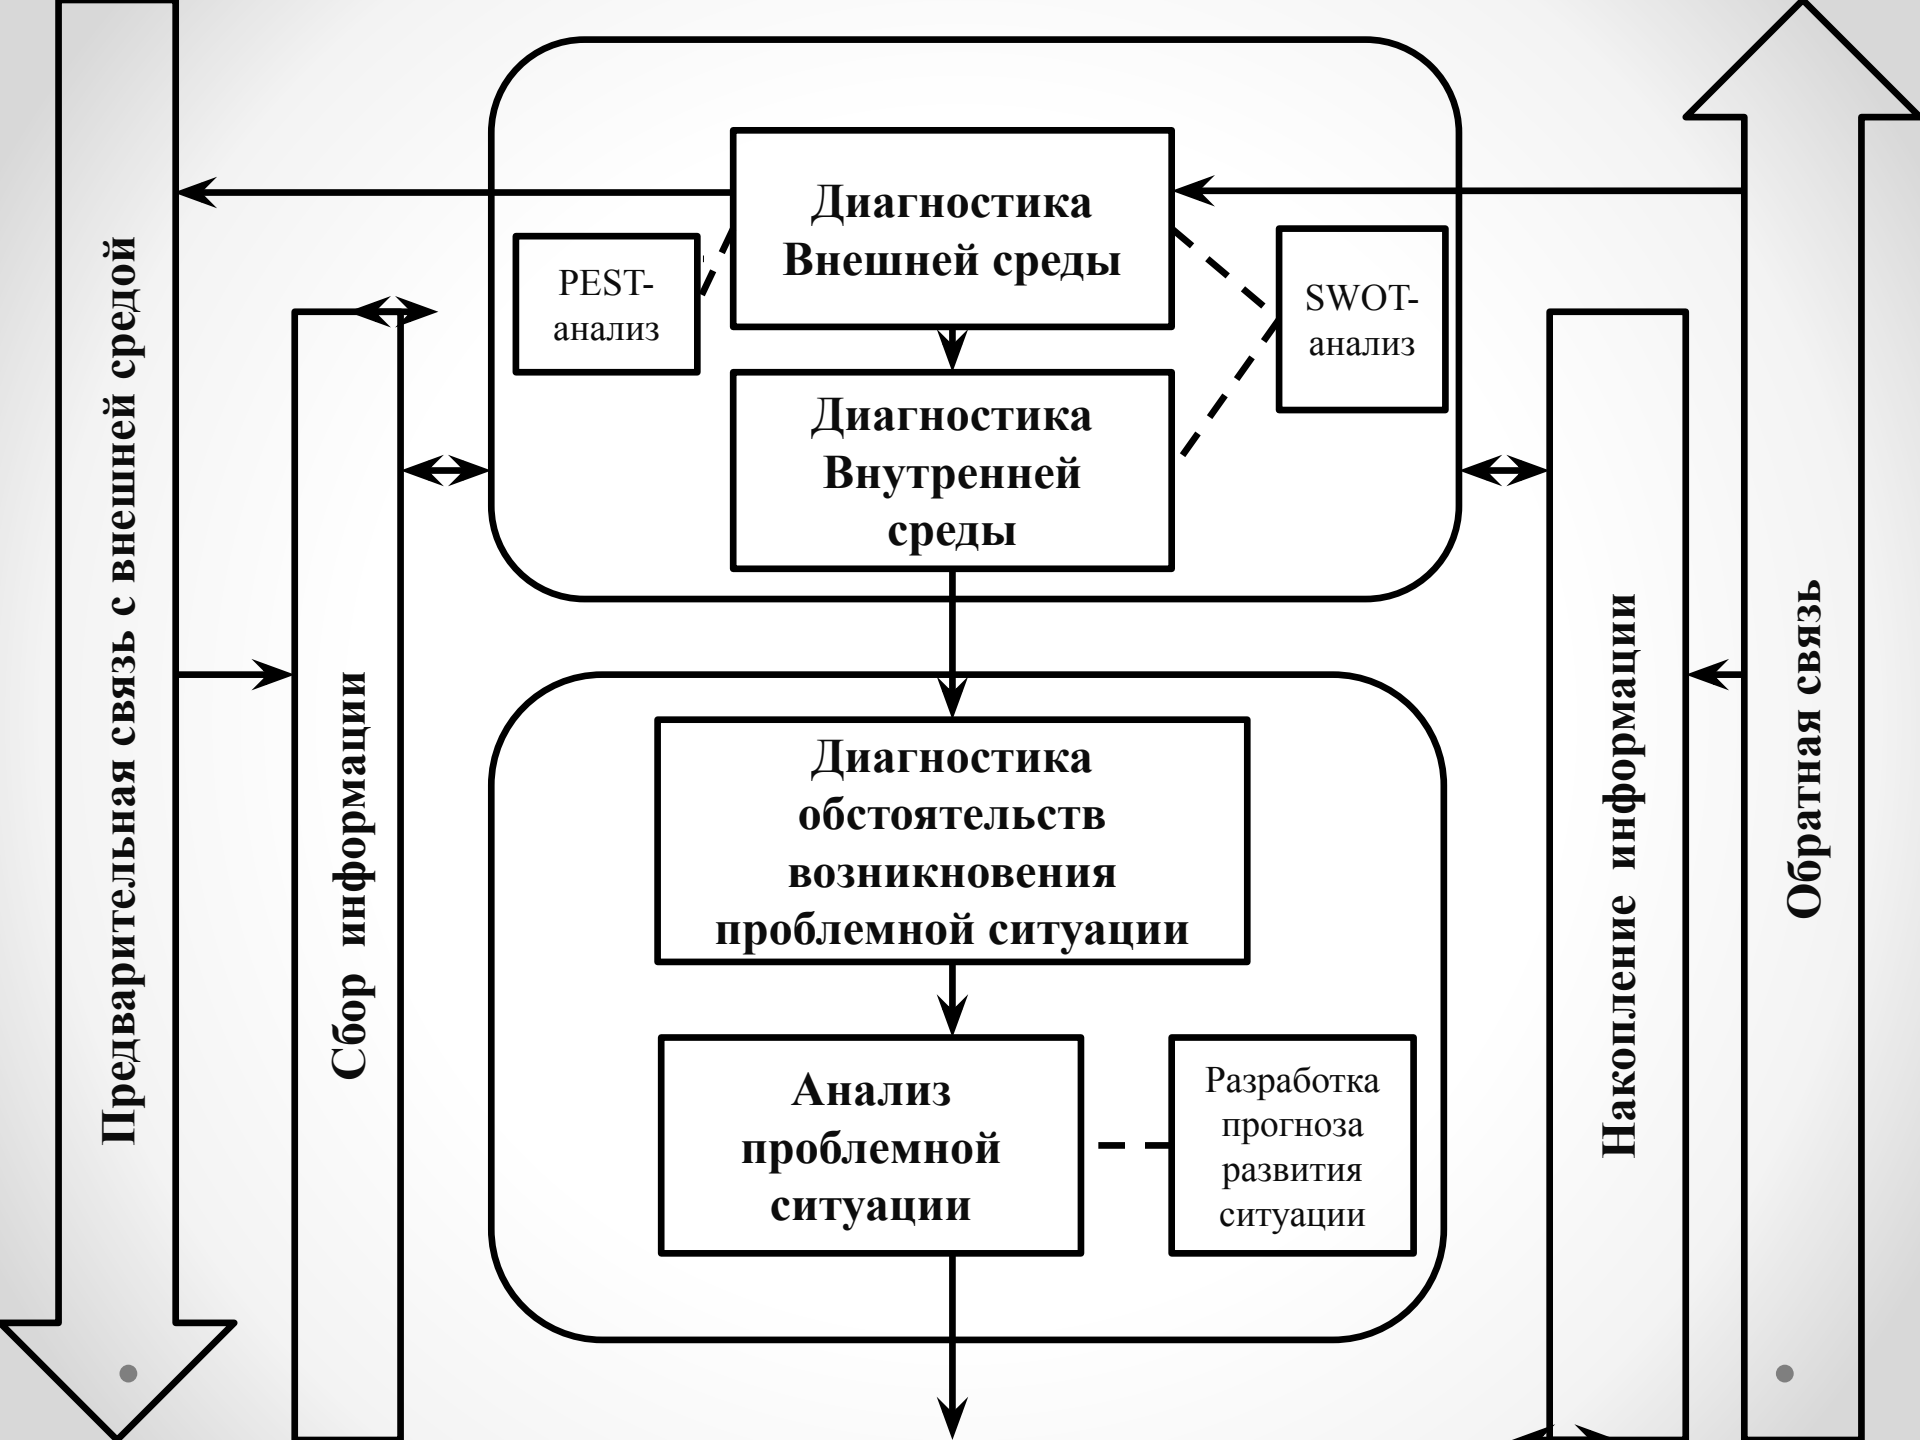 Предварительная связь с внешней средой
Сбор информации
Диагностика
Внешней среды
PEST-
анализ
SWOT-
анализ
Диагностика
Внутренней
среды
Диагностика
обстоятельств
возникновения
проблемной ситуации
Анализ
проблемной
ситуации
Разработка
прогноза
развития
ситуации
Накопление информации
Обратная связь